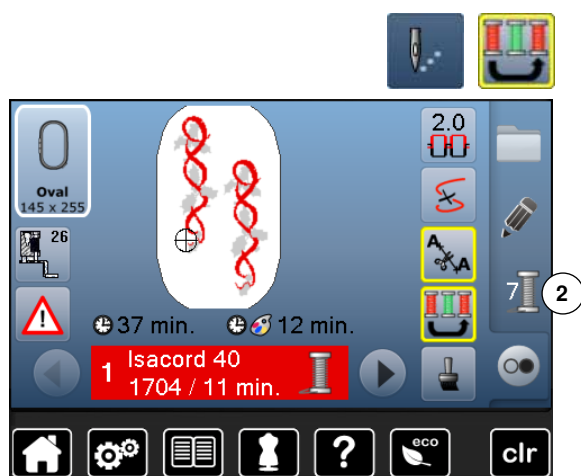 2.0
Oval
145 x 255
26
A
A
7
2
37 min.
12 min.
1
Isacord 40
1704 / 11 min.
?
eco
clr